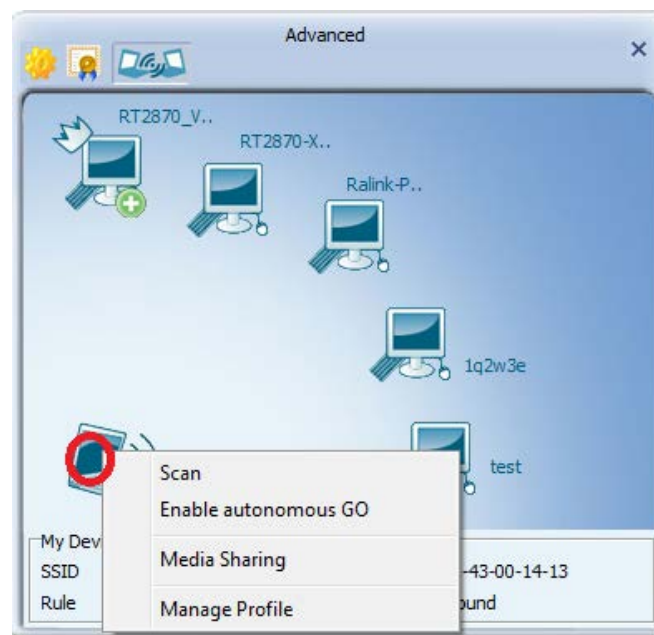 Advanced
RT2870_V..
RT2870-X..
Ralink-P..
1q2w3e
test
Scan
Enable autonomous GO
Media Sharing
Manage Profile
My Dev
SSID
-43-00-14-13
Rule